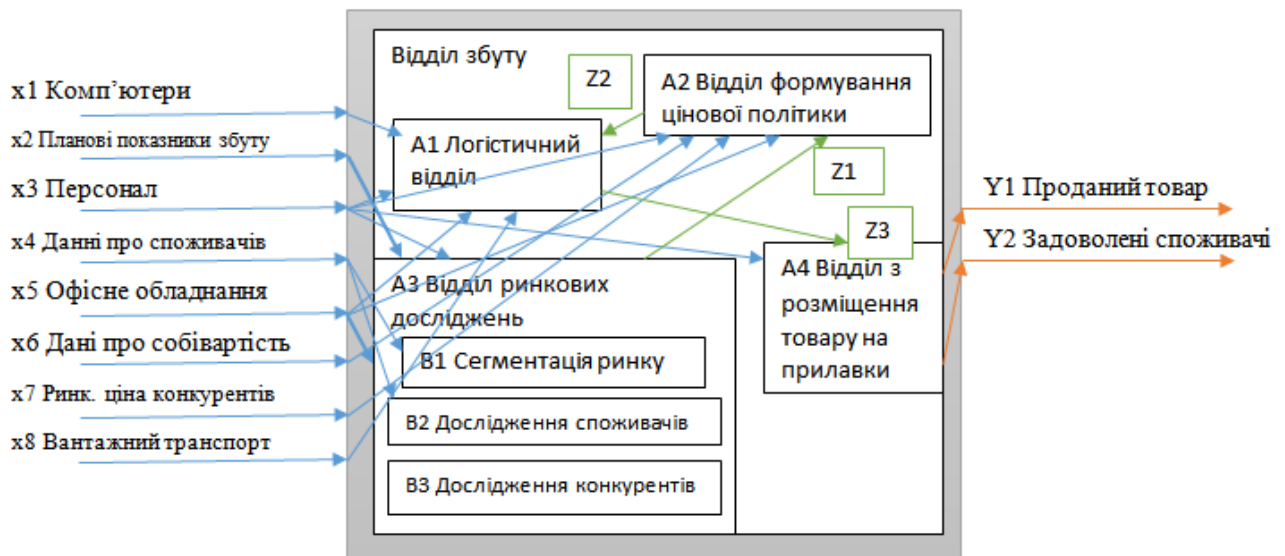 x1 Комп’ютери
x2 Планові показники збуту
x3 Персонал
x4 Данні про споживачів
x5 Офісне обладнання
x6 Дані про собівартість
x7 Ринк. ціна конкурентів
x8 Вантажний транспорт
Відділ збуту
Z2
A2 Відділ формування
цінової політики
A1 Логістичний
відділ
Z1
Z3
A3 Відділ ринкових
досліджень
B1 Сегментація ринку
B2 Дослідження споживачів
B3 Дослідження конкурентів
A4 Відділ з
розміщення
товару на
прилавки
Y1 Проданий товар
Y2 Задоволені споживачі